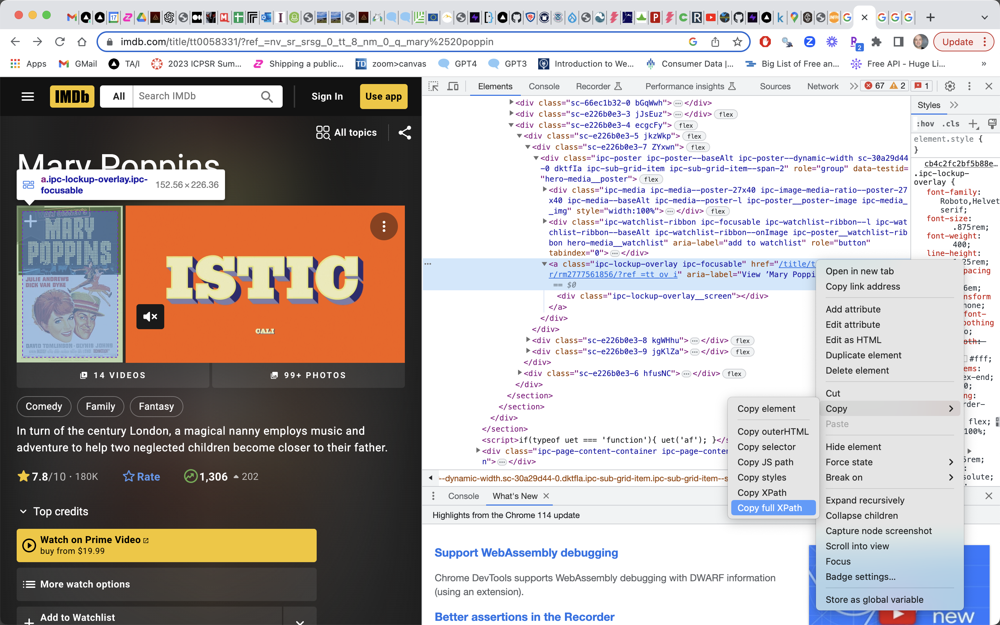 imdb.com/title/tt0058331/?ref_=nv_sr_srsg_0_tt_8_nm_0_q_mary%2520poppin
2
Update
Apps
GMail
TA/I
2023 ICPSR Sum...
Shipping a public...
TD zoom>canvas
GPT4
GPT3
Introduction to We...
Consumer Data |...
Big List of Free an...
Free API - Huge Li...
»
IMDb
All
Search IMDb
Sign In
Use app
All topics
Mary Poppins
a.ipc-lockup-overlay.ipc-
focusable
152.56×226.36
WALT DISNEY'S
MARY
POPPINS
JULIE ANDREWS
DICK VAN DYKE
DAVID TOMLINSON · GLYNIS JOHNS
TECHNICOLOR
ISTIC
CALI
14 VIDEOS
99+ PHOTOS
Comedy
Family
Fantasy
In turn of the century London, a magical nanny employs music and
adventure to help two neglected children become closer to their father.
7.8/10 · 180K
Rate
1,306
202
Top credits
Watch on Prime Video
buy from $19.99
More watch options
Add to Watchlist
Elements
Console
Recorder
Performance insights
Sources
Network
67
2
1
<div class="sc-66ec1b32-0 bGqWwh">…</div>
<div class="sc-e226b0e3-3 jJsEuz">…</div> flex
<div class="sc-e226b0e3-4 ecgcFy"> flex
<div class="sc-e226b0e3-5 jkzWkp"> flex
<div class="sc-e226b0e3-7 ZYxwn"> flex
<div class="ipc-poster ipc-poster--baseAlt ipc-poster--dynamic-width sc-30a29d44
-0 dktfIa ipc-sub-grid-item ipc-sub-grid-item--span-2" role="group" data-testid=
"hero-media__poster"> flex
<div class="ipc-media ipc-media--poster-27x40 ipc-image-media-ratio--poster-27
x40 ipc-media--baseAlt ipc-media--poster-l ipc-poster__poster-image ipc-media_
_img" style="width:100%">…</div> flex
<div class="ipc-watchlist-ribbon ipc-focusable ipc-watchlist-ribbon--l ipc-wat
chlist-ribbon--baseAlt ipc-watchlist-ribbon--onImage ipc-poster__watchlist-rib
bon hero-media__watchlist" aria-label="add to watchlist" role="button"
tabindex="0">…</div>
<a class="ipc-lockup-overlay ipc-focusable" href="/title/t
r/rm2777561856/?ref_=tt_ov_i" aria-label="View ’Mary Poppi
== $0
<div class="ipc-lockup-overlay__screen"></div>
</a>
</div>
</div>
<div class="sc-e226b0e3-8 kgWHhu">…</div> flex
<div class="sc-e226b0e3-9 jgKlZa">…</div> flex
</div>
<div class="sc-e226b0e3-6 hfusNC">…</div> flex
</div>
</section>
</section>
</div>
</section>
<script>if(typeof uet === 'function'){ uet('af'); }</s
<div class="ipc-page-content-container ipc-page-conten
n">…</div>
--dynamic-width.sc-30a29d44-0.dktfIa.ipc-sub-grid-item.ipc-sub-grid-item--s
Console
What's New
Highlights from the Chrome 114 update
Support WebAssembly debugging
Chrome DevTools supports WebAssembly debugging with DWARF information
(using an extension).
Better assertions in the Recorder
new
Styles
:hov .cls
element.style {
}
cb4c2fc2bf5b88e…
.ipc-lockup-
overlay {
font-family:
Roboto,Helvet
serif;
font-size:
.875rem;
font-weight:
400;
line-height:
25rem;
pacing
6em;
nsform
none;
font-
oothing
o;
oth:
#fff;
ems:
ex-end;
0;
ng:
rder-
flex;
100%;
5rem;
:
solute;
Open in new tab
Copy link address
Add attribute
Edit attribute
Edit as HTML
Duplicate element
Delete element
Cut
Copy
Paste
Hide element
Force state
Break on
Expand recursively
Collapse children
Capture node screenshot
Scroll into view
Focus
Badge settings...
Store as global variable
Copy element
Copy outerHTML
Copy selector
Copy JS path
Copy styles
Copy XPath
Copy full XPath